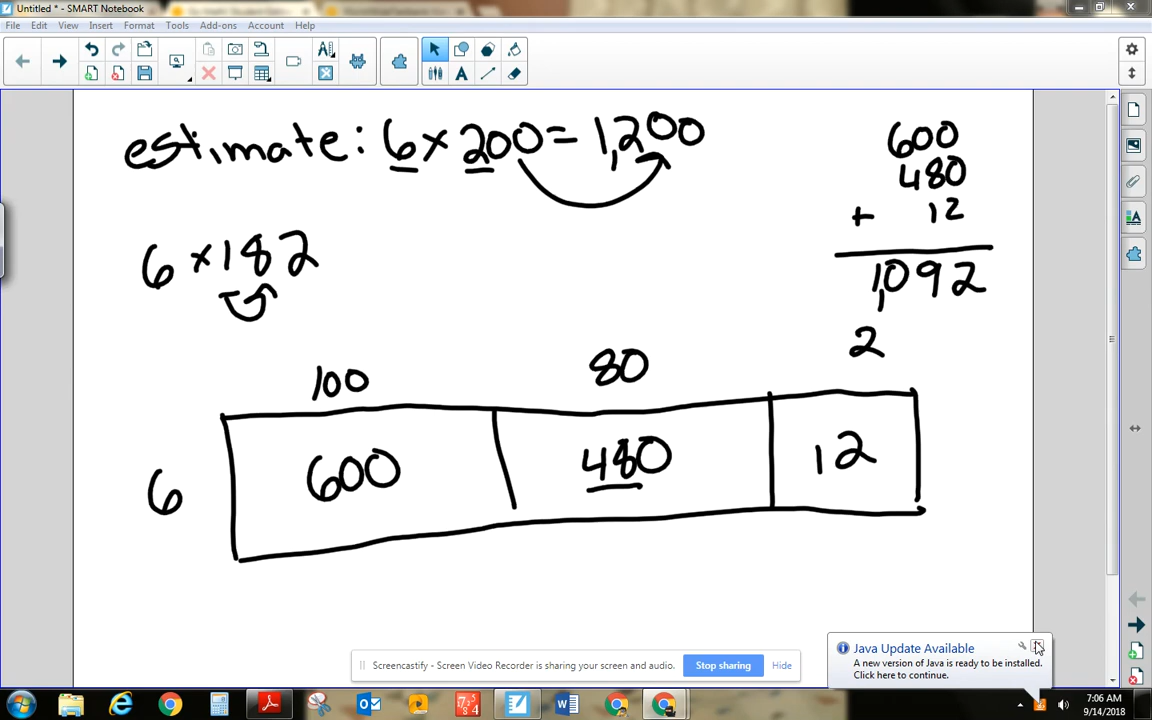 Untitled * - SMART Notebook
File Edit View Insert Format Tools Add-ons Account Help
estimate: 6 × 200 = 1,200
600
480
+ 12
1,092
6 × 182
100 80 2
6 600 480 12
Java Update Available
A new version of Java is ready to be installed.
Click here to continue.
Screencastify - Screen Video Recorder is sharing your screen and audio. Stop sharing Hide
7:06 AM
9/14/2018